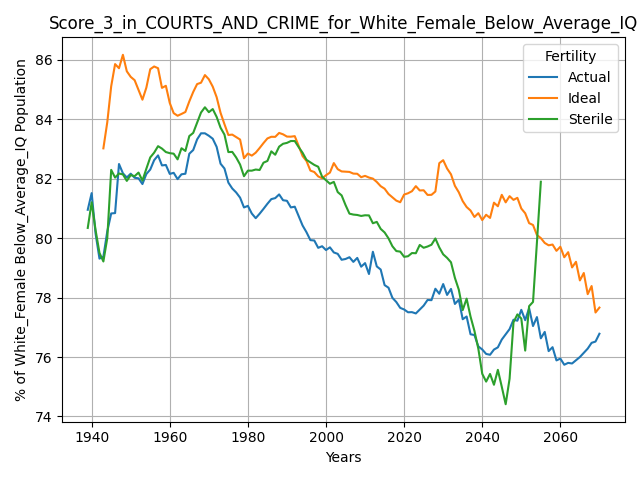 Score_3_in_COURTS_AND_CRIME_for_White_Female_Below_Average_IQ
% of White_Female Below_Average_IQ Population
86
84
82
80
78
76
74
Fertility
Actual
Ideal
Sterile
1940
1960
1980
2000
2020
2040
2060
Years